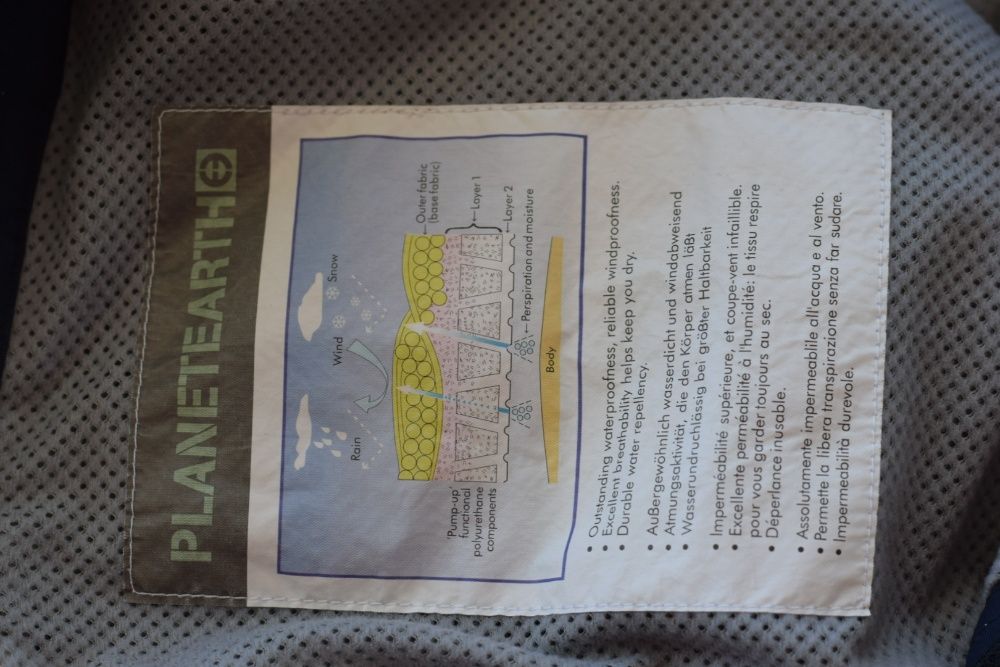 PLANETEARTH
Rain
Wind
Snow
'Pump-up'
functional
polyurethane
components
Outer fabric
(base fabric)
Layer 1
Layer 2
Perspiration and moisture
Body
• Outstanding waterproofness, reliable windproofness.
• Excellent breathability helps keep you dry.
• Durable water repellency.
• Außergewöhnlich wasserdicht und windabweisend
• Atmungsaktivität, die den Körper atmen läßt
• Wasserundruchlässig bei größter Haltbarkeit
• Imperméabilité supérieure, et coupe-vent infaillible.
• Excellente perméabilité à l'humidité: le tissu respire
pour vous garder toujours au sec.
• Déperlance inusable.
• Assolutamente impermeablile all'acqua e al vento.
• Permette la libera transpirazione senza far sudare.
• Impermeabilità durevole.